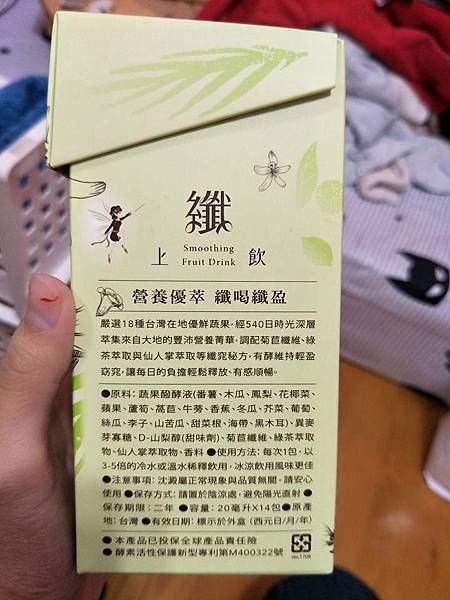 纖
上 Smoothing Fruit Drink 飲
營養優萃 纖喝纖盈
嚴選18種台灣在地優鮮蔬果,經540日時光深層
萃集來自大地的豐沛營養菁華,調配菊苣纖維、綠
茶萃取與仙人掌萃取等纖究秘方,有酵維持輕盈
窈窕,讓每日的負擔輕鬆釋放、有感順暢。
●原料:蔬果醱酵液(番薯、木瓜、鳳梨、花椰菜、
蘋果、蘆筍、萵苣、牛蒡、香蕉、冬瓜、芥菜、葡萄、
絲瓜、李子、山苦瓜、甜菜根、海帶、黑木耳)、異麥
芽寡糖、D-山梨醇(甜味劑)、菊苣纖維、綠茶萃取
物、仙人掌萃取物、香料 ●使用方法:每次1包,以
3-5倍的冷水或溫水稀釋飲用,冰涼飲用風味更佳
●注意事項:沈澱屬正常現象與品質無關,請安心
使用 ●保存方式:請置於陰涼處,避免陽光直射 ●
保存期限:二年 ●容量:20毫升X14包 ●原產
地:台灣 ●有效日期:標示於外盒 (西元日/月/年)
● 本產品已投保全球產品責任險
● 酵素活性保護新型專利第M400322號
Ver.1708